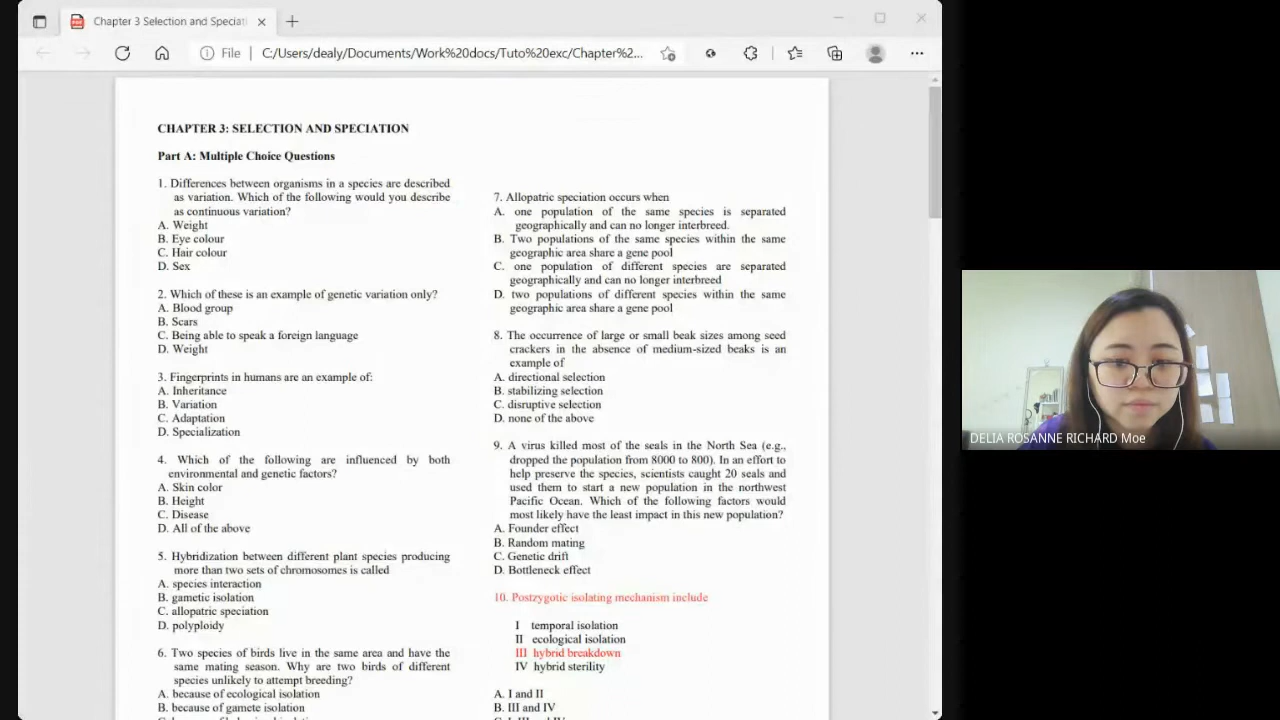 Chapter 3 Selection and Speciati
File
C:/Users/dealy/Documents/Work%20docs/Tuto%20exc/Chapter%2...
CHAPTER 3: SELECTION AND SPECIATION
Part A: Multiple Choice Questions
1. Differences between organisms in a species are described
as variation. Which of the following would you describe
as continuous variation?
A. Weight
B. Eye colour
C. Hair colour
D. Sex
2. Which of these is an example of genetic variation only?
A. Blood group
B. Scars
C. Being able to speak a foreign language
D. Weight
3. Fingerprints in humans are an example of:
A. Inheritance
B. Variation
C. Adaptation
D. Specialization
4. Which of the following are influenced by both
environmental and genetic factors?
A. Skin color
B. Height
C. Disease
D. All of the above
5. Hybridization between different plant species producing
more than two sets of chromosomes is called
A. species interaction
B. gametic isolation
C. allopatric speciation
D. polyploidy
6. Two species of birds live in the same area and have the
same mating season. Why are two birds of different
species unlikely to attempt breeding?
A. because of ecological isolation
B. because of gamete isolation
7. Allopatric speciation occurs when
A. one population of the same species is separated
geographically and can no longer interbreed.
B. Two populations of the same species within the same
geographic area share a gene pool
C. one population of different species are separated
geographically and can no longer interbreed
D. two populations of different species within the same
geographic area share a gene pool
8. The occurrence of large or small beak sizes among seed
crackers in the absence of medium-sized beaks is an
example of
A. directional selection
B. stabilizing selection
C. disruptive selection
D. none of the above
9. A virus killed most of the seals in the North Sea (e.g.,
dropped the population from 8000 to 800). In an effort to
help preserve the species, scientists caught 20 seals and
used them to start a new population in the northwest
Pacific Ocean. Which of the following factors would
most likely have the least impact in this new population?
A. Founder effect
B. Random mating
C. Genetic drift
D. Bottleneck effect
10. Postzygotic isolating mechanism include
I temporal isolation
II ecological isolation
III hybrid breakdown
IV hybrid sterility
A. I and II
B. III and IV
DELIA ROSANNE RICHARD Moe